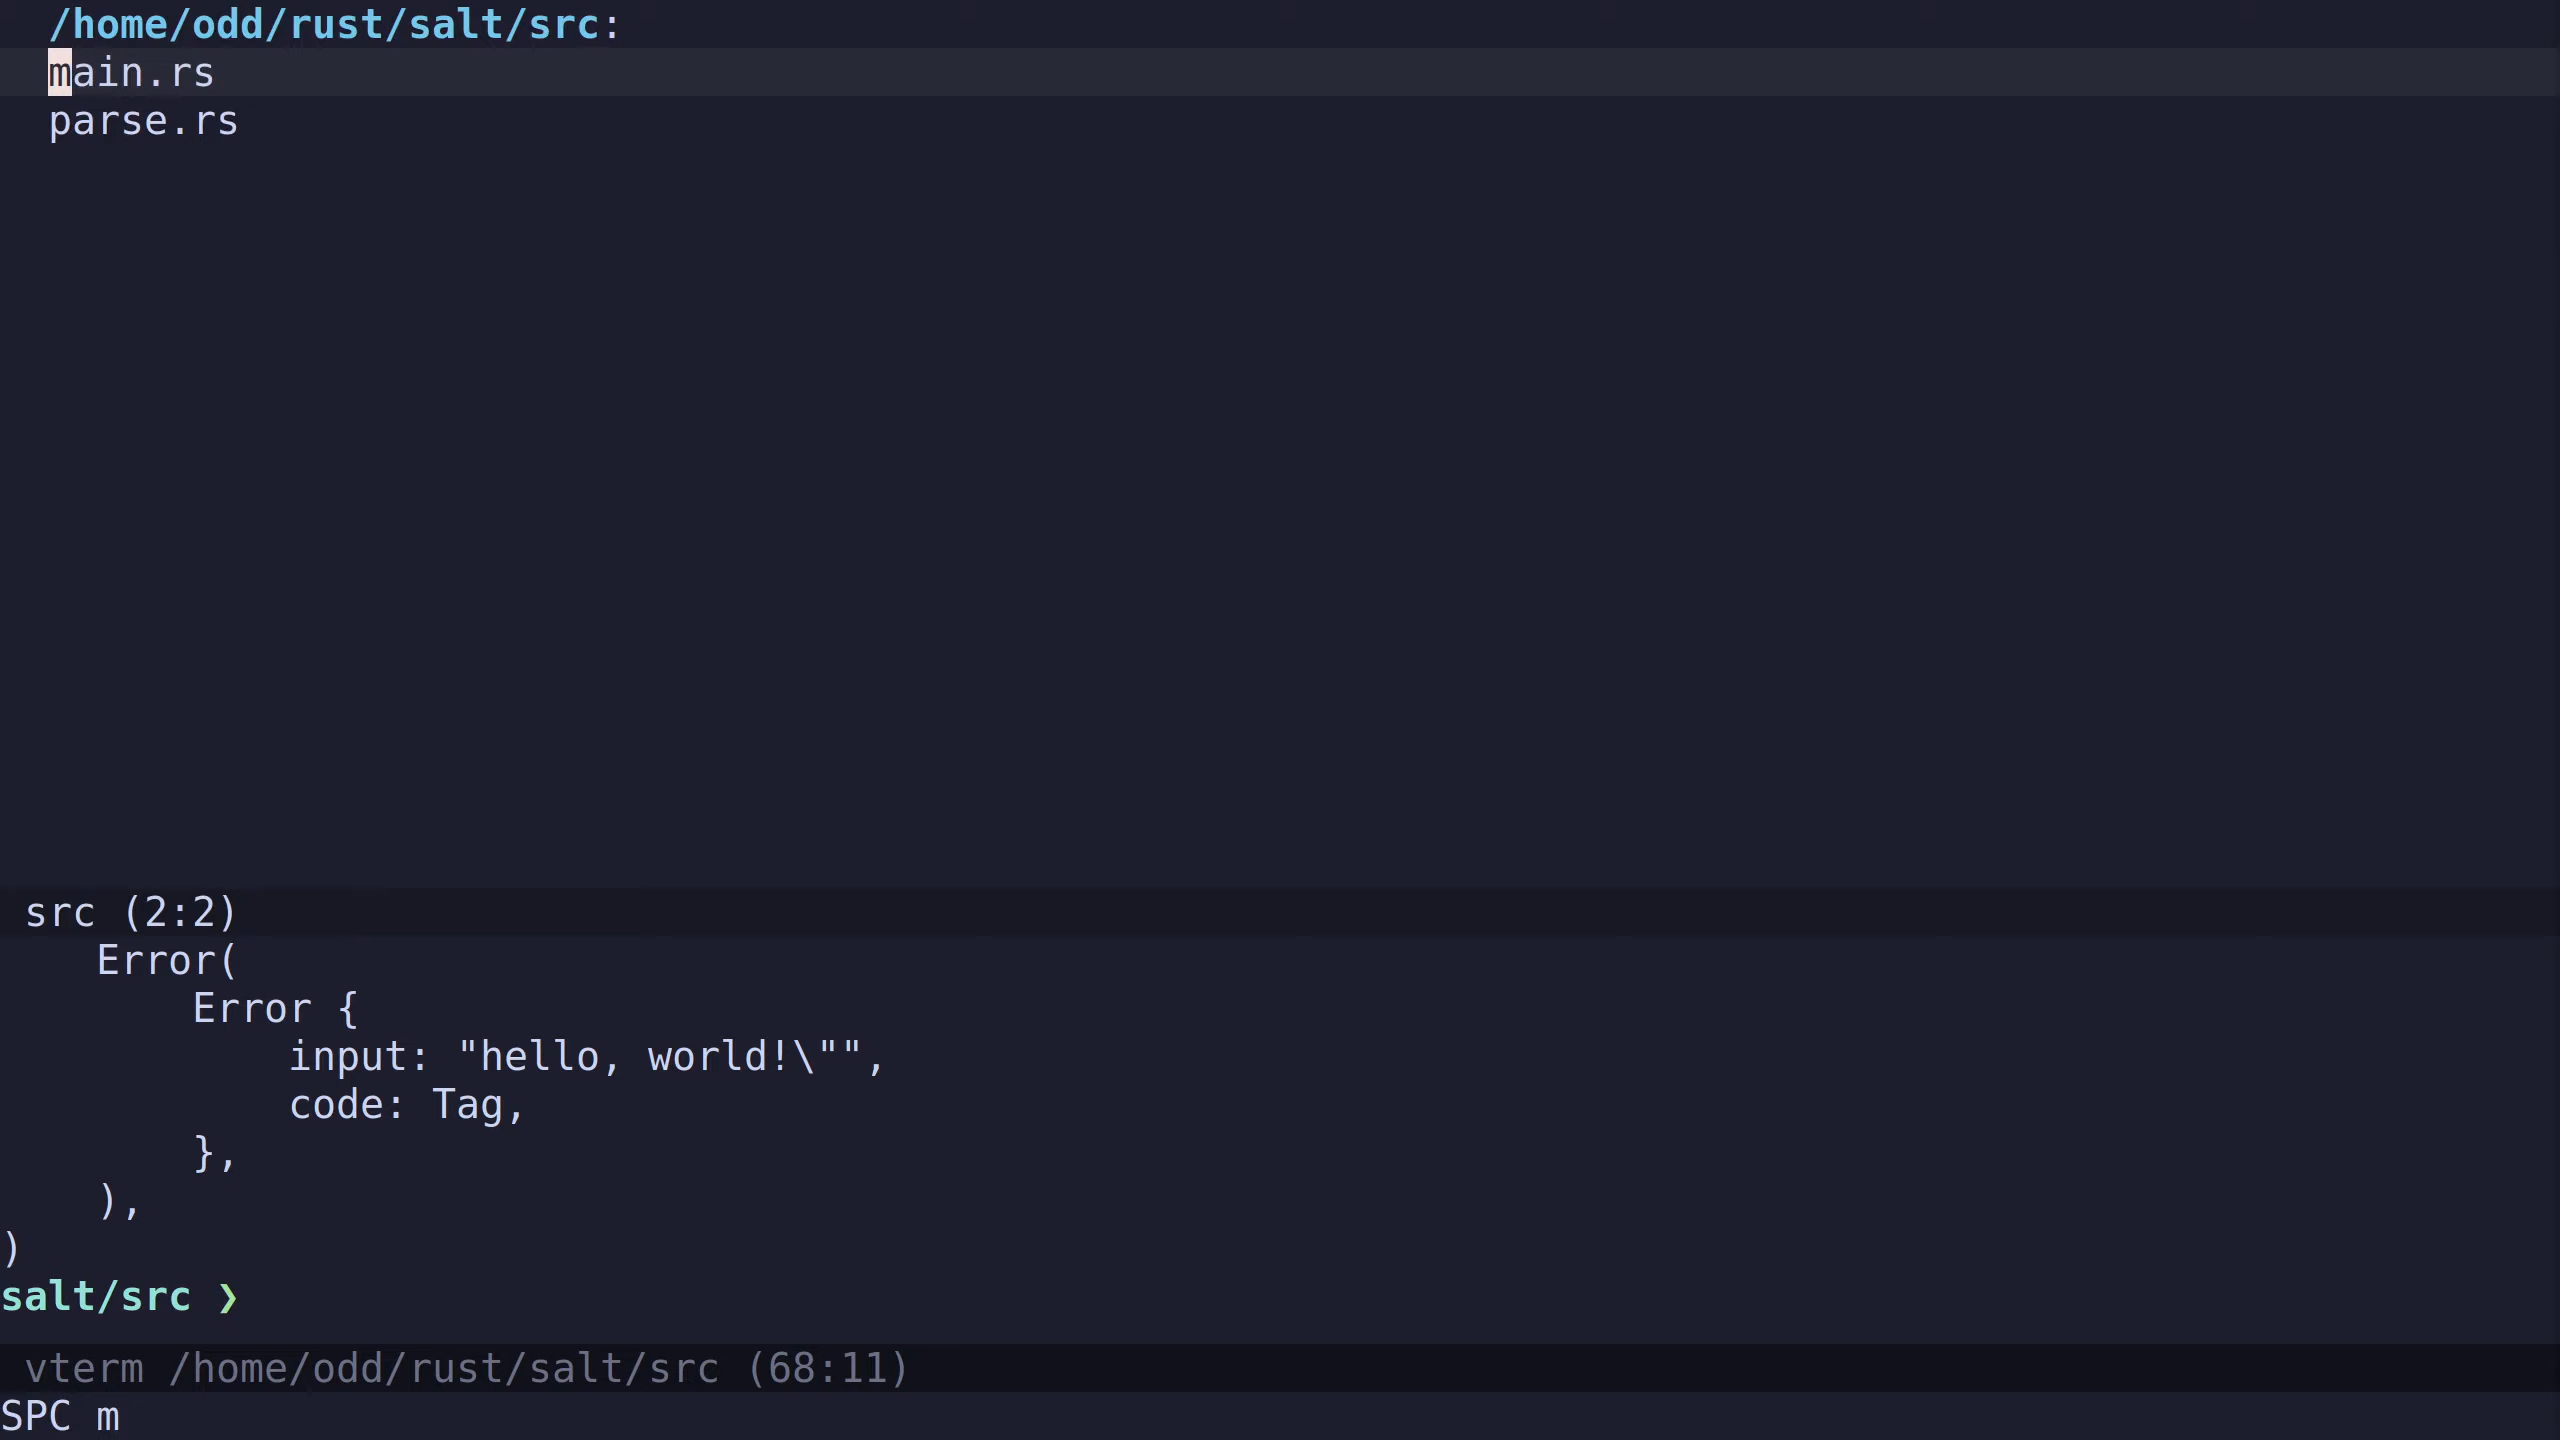 /home/odd/rust/salt/src:
main.rs
parse.rs
src (2:2)
Error(
Error {
input: "hello, world!\"",
code: Tag,
},
),
)
salt/src ❯
vterm /home/odd/rust/salt/src (68:11)
SPC m